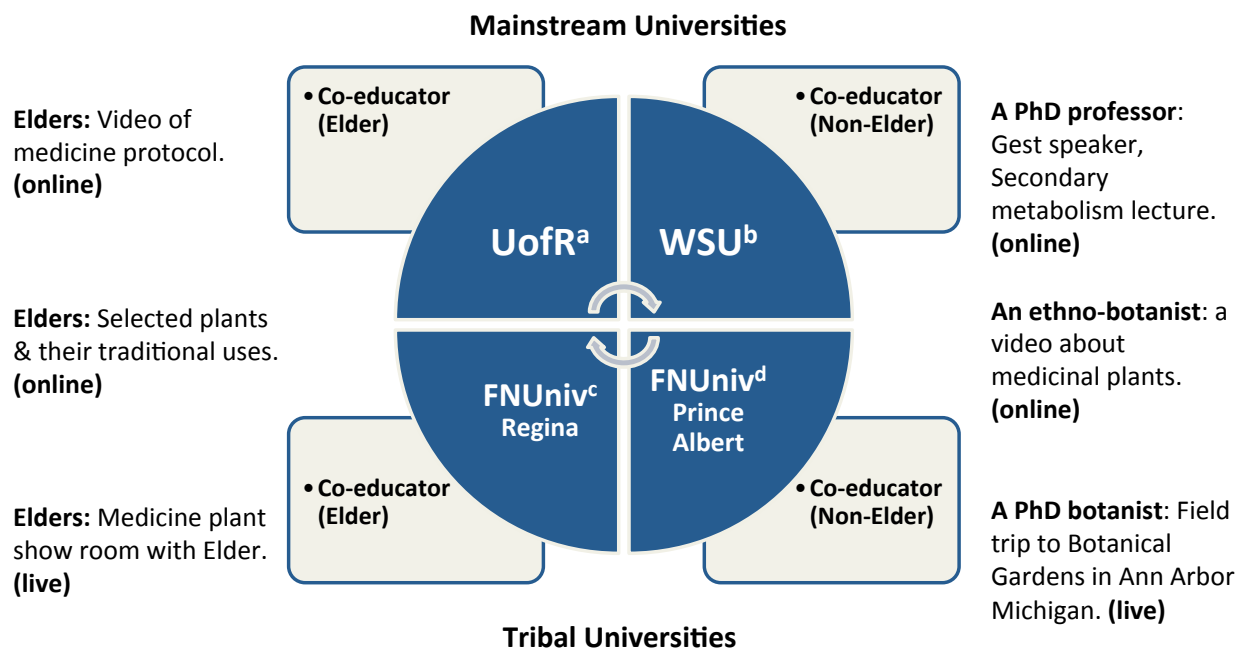 Mainstream Universities
Elders: Video of
medicine protocol.
(online)
Elders: Selected plants
& their traditional uses.
(online)
Elders: Medicine plant
show room with Elder.
(live)
• Co-educator
(Elder)
• Co-educator
(Non-Elder)
UofRᵃ
WSUᵇ
FNUnivᶜ
Regina
FNUnivᵈ
Prince
Albert
• Co-educator
(Elder)
• Co-educator
(Non-Elder)
A PhD professor:
Gest speaker,
Secondary
metabolism lecture.
(online)
An ethno-botanist: a
video about
medicinal plants.
(online)
A PhD botanist: Field
trip to Botanical
Gardens in Ann Arbor
Michigan. (live)
Tribal Universities